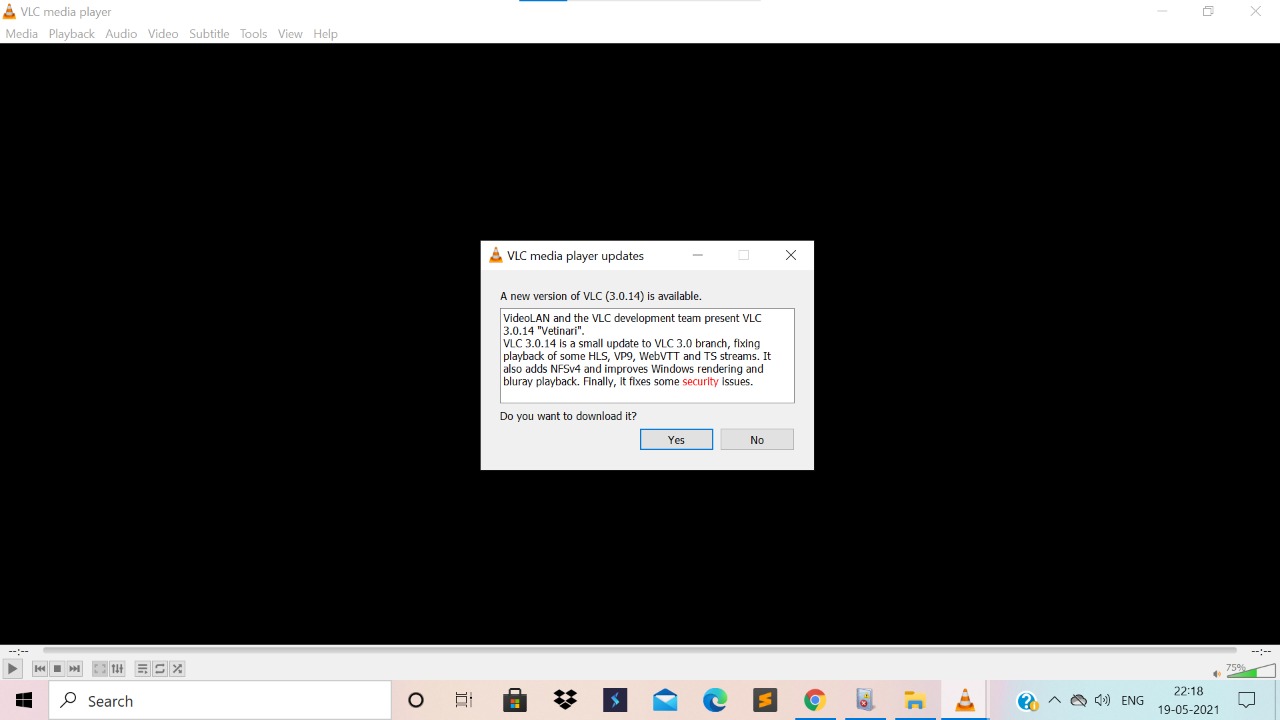 VLC media player
Media Playback Audio Video Subtitle Tools View Help
VLC media player updates
A new version of VLC (3.0.14) is available.
VideoLAN and the VLC development team present VLC
3.0.14 "Vetinari".
VLC 3.0.14 is a small update to VLC 3.0 branch, fixing
playback of some HLS, VP9, WebVTT and TS streams. It
also adds NFSv4 and improves Windows rendering and
bluray playback. Finally, it fixes some security issues.
Do you want to download it?
Yes No
--:-- --:--
75%
Search
ENG
22:18
19-05-2021